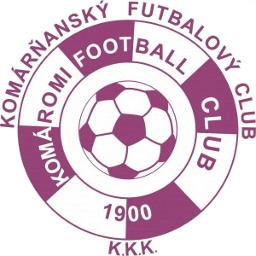 KOMÁRŇANSKÝ FUTBALOVÝ CLUB
KOMÁROMI FOOTBALL CLUB
1900
K.K.K.